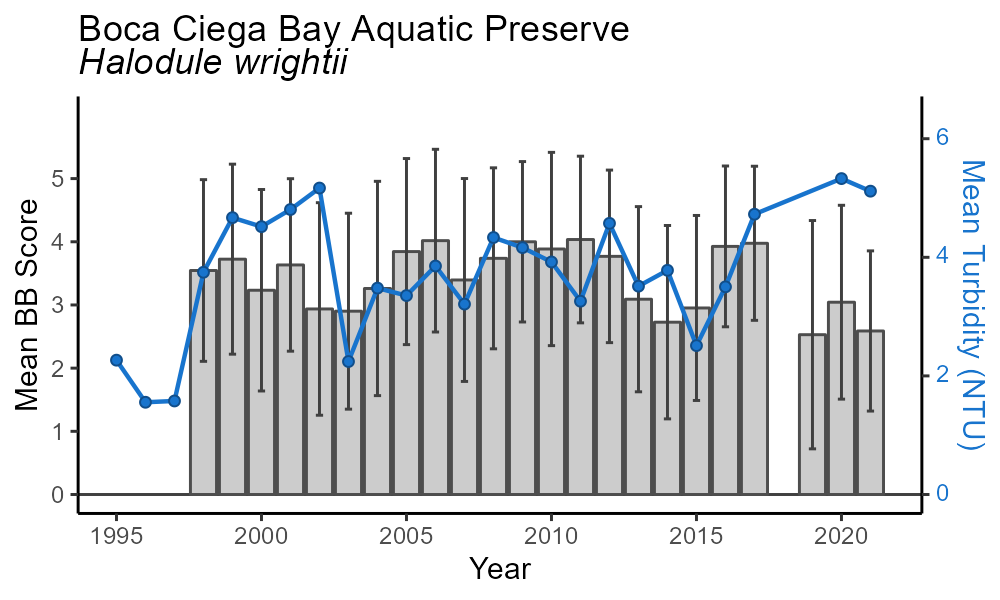 Boca Ciega Bay Aquatic Preserve
Halodule wrightii
Mean BB Score
5
4
3
2
1
0
6
4
2
0
Mean Turbidity (NTU)
1995 2000 2005 2010 2015 2020
Year